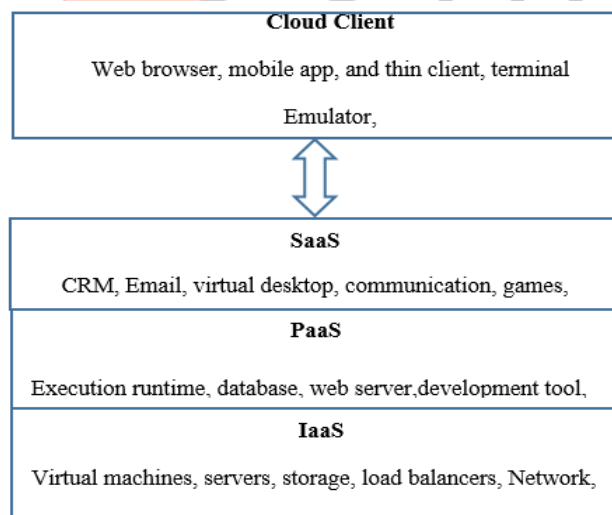 Cloud Client
Web browser, mobile app, and thin client, terminal
Emulator,
SaaS
CRM, Email, virtual desktop, communication, games,
PaaS
Execution runtime, database, web server,development tool,
IaaS
Virtual machines, servers, storage, load balancers, Network,